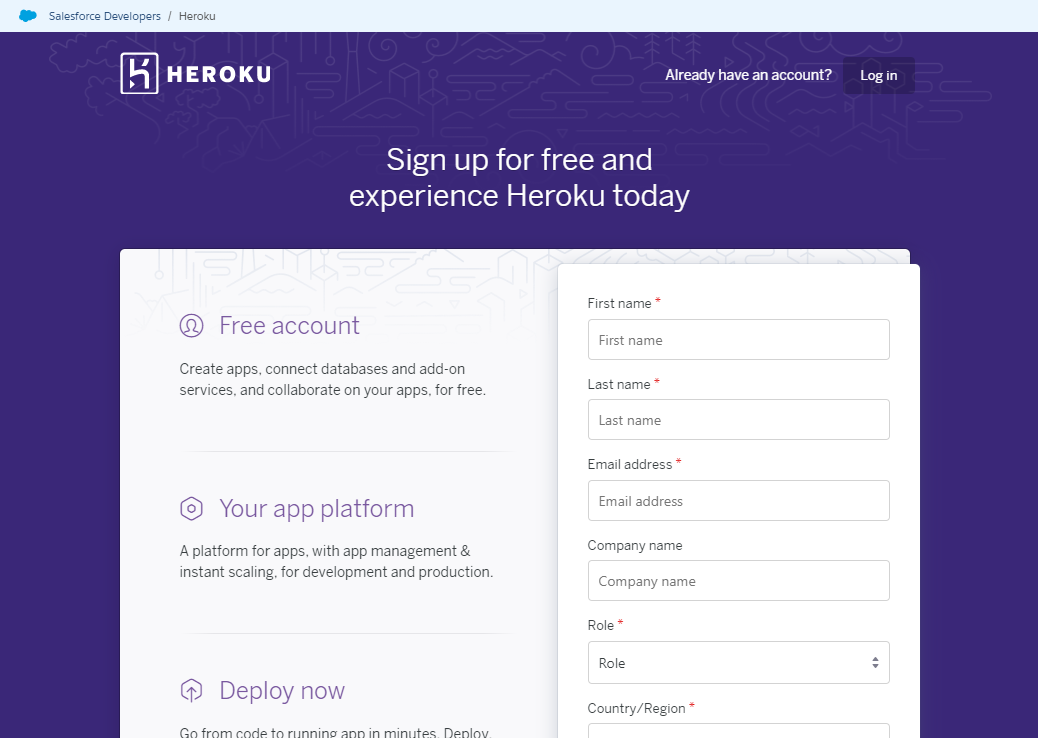 Salesforce Developers / Heroku
HEROKU
Already have an account? Log in
Sign up for free and
experience Heroku today
Free account
Create apps, connect databases and add-on
services, and collaborate on your apps, for free.
Your app platform
A platform for apps, with app management &
instant scaling, for development and production.
Deploy now
Go from code to running app in minutes. Deploy,
First name *
First name
Last name *
Last name
Email address *
Email address
Company name
Company name
Role *
Role
Country/Region *